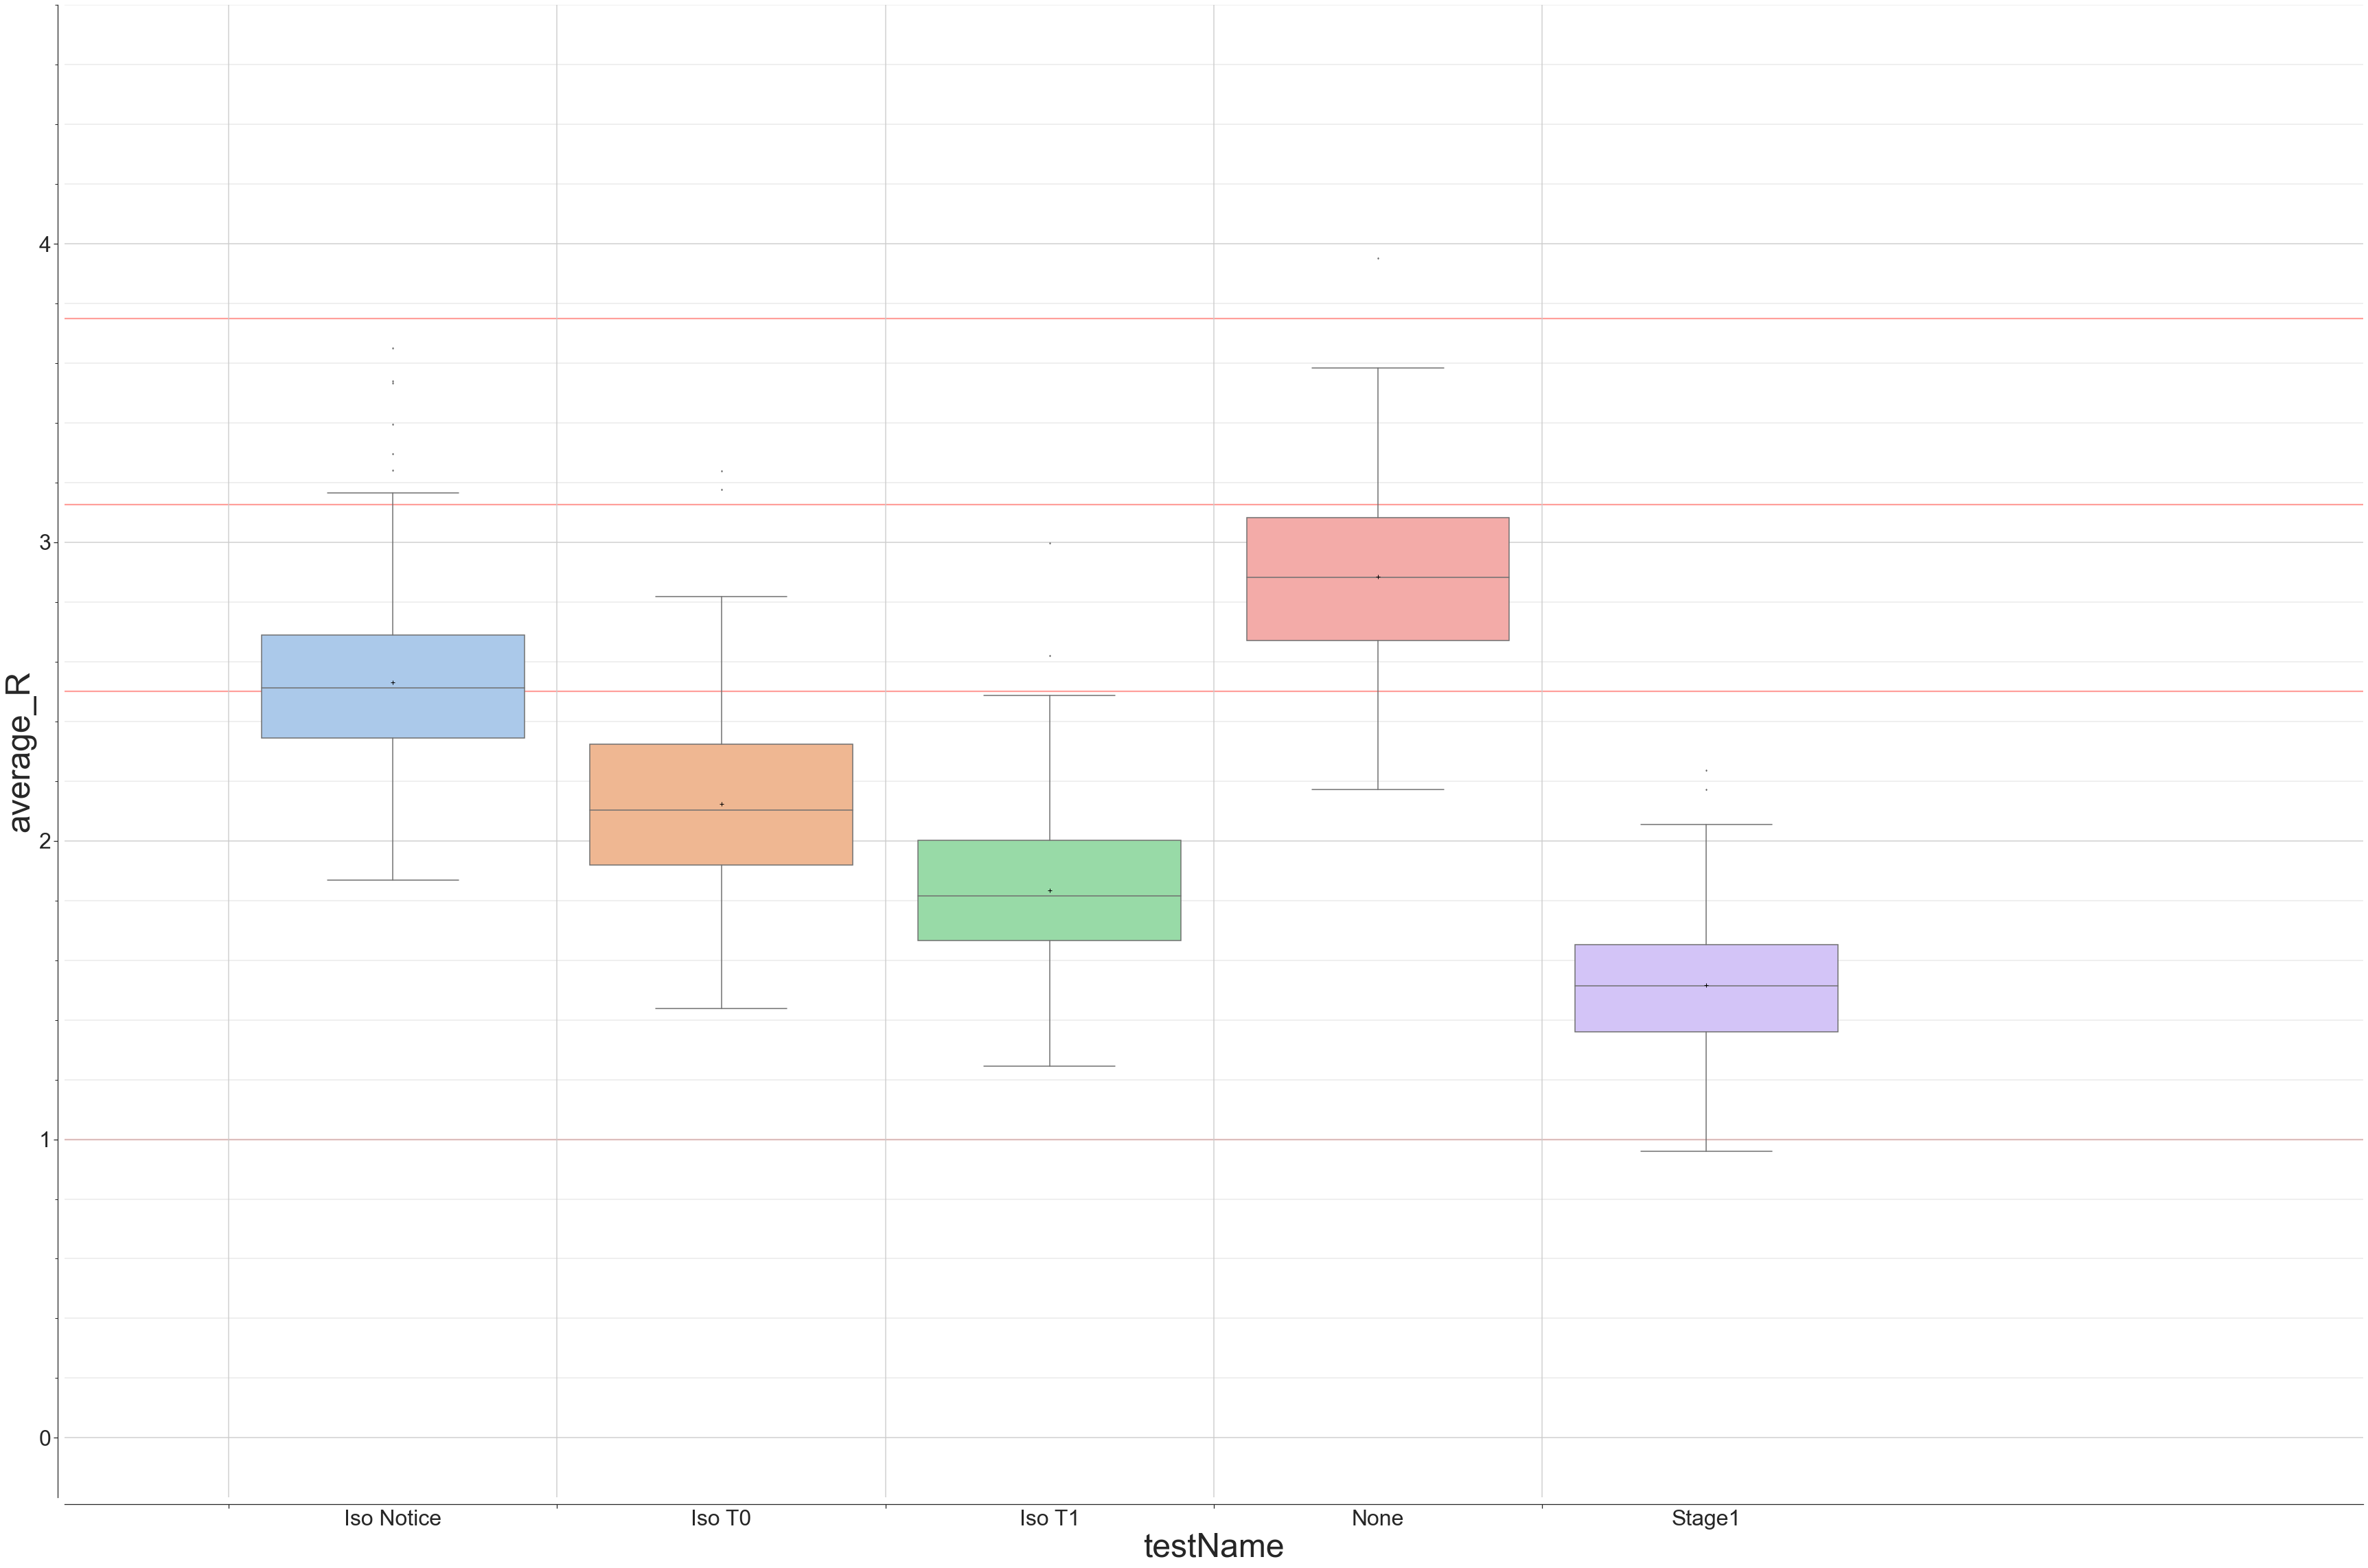 average_R
4
3
2
1
0
Iso Notice
Iso T0
Iso T1
None
Stage1
testName